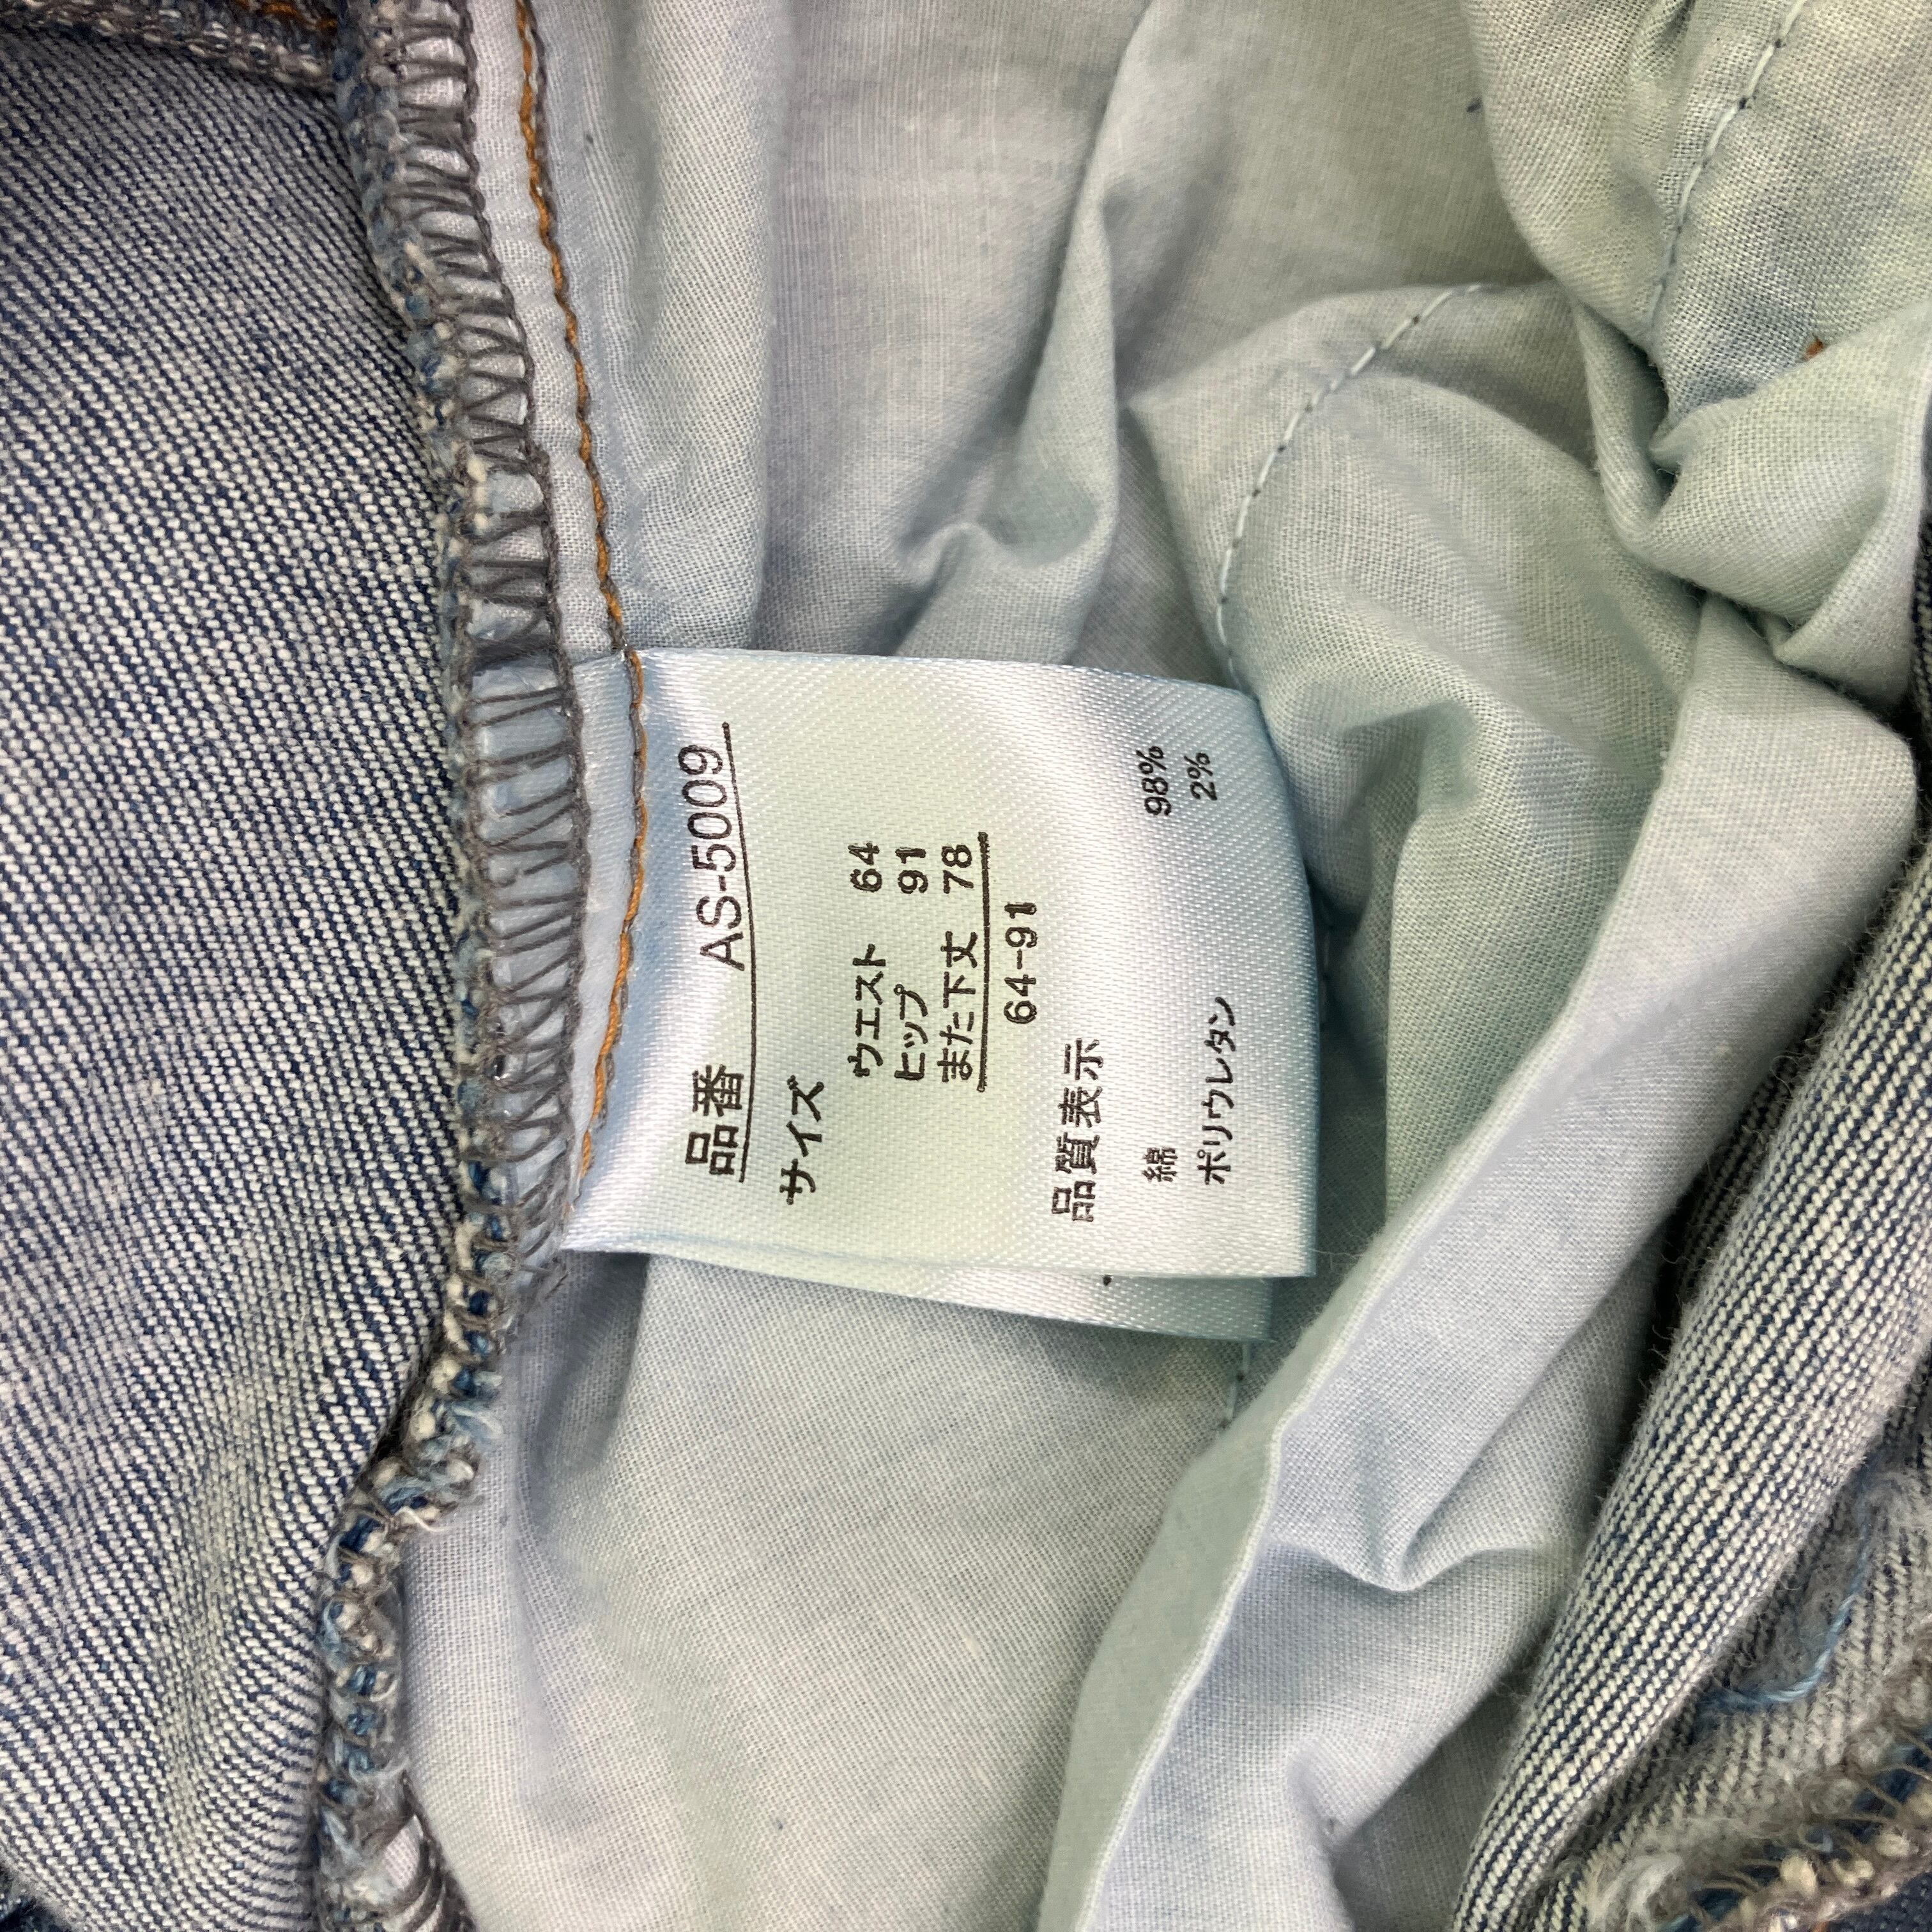 品番 AS-5009
サイズ
ウエスト 64
ヒップ 91
また下丈 78
64-91
品質表示
綿 98%
ポリウレタン 2%